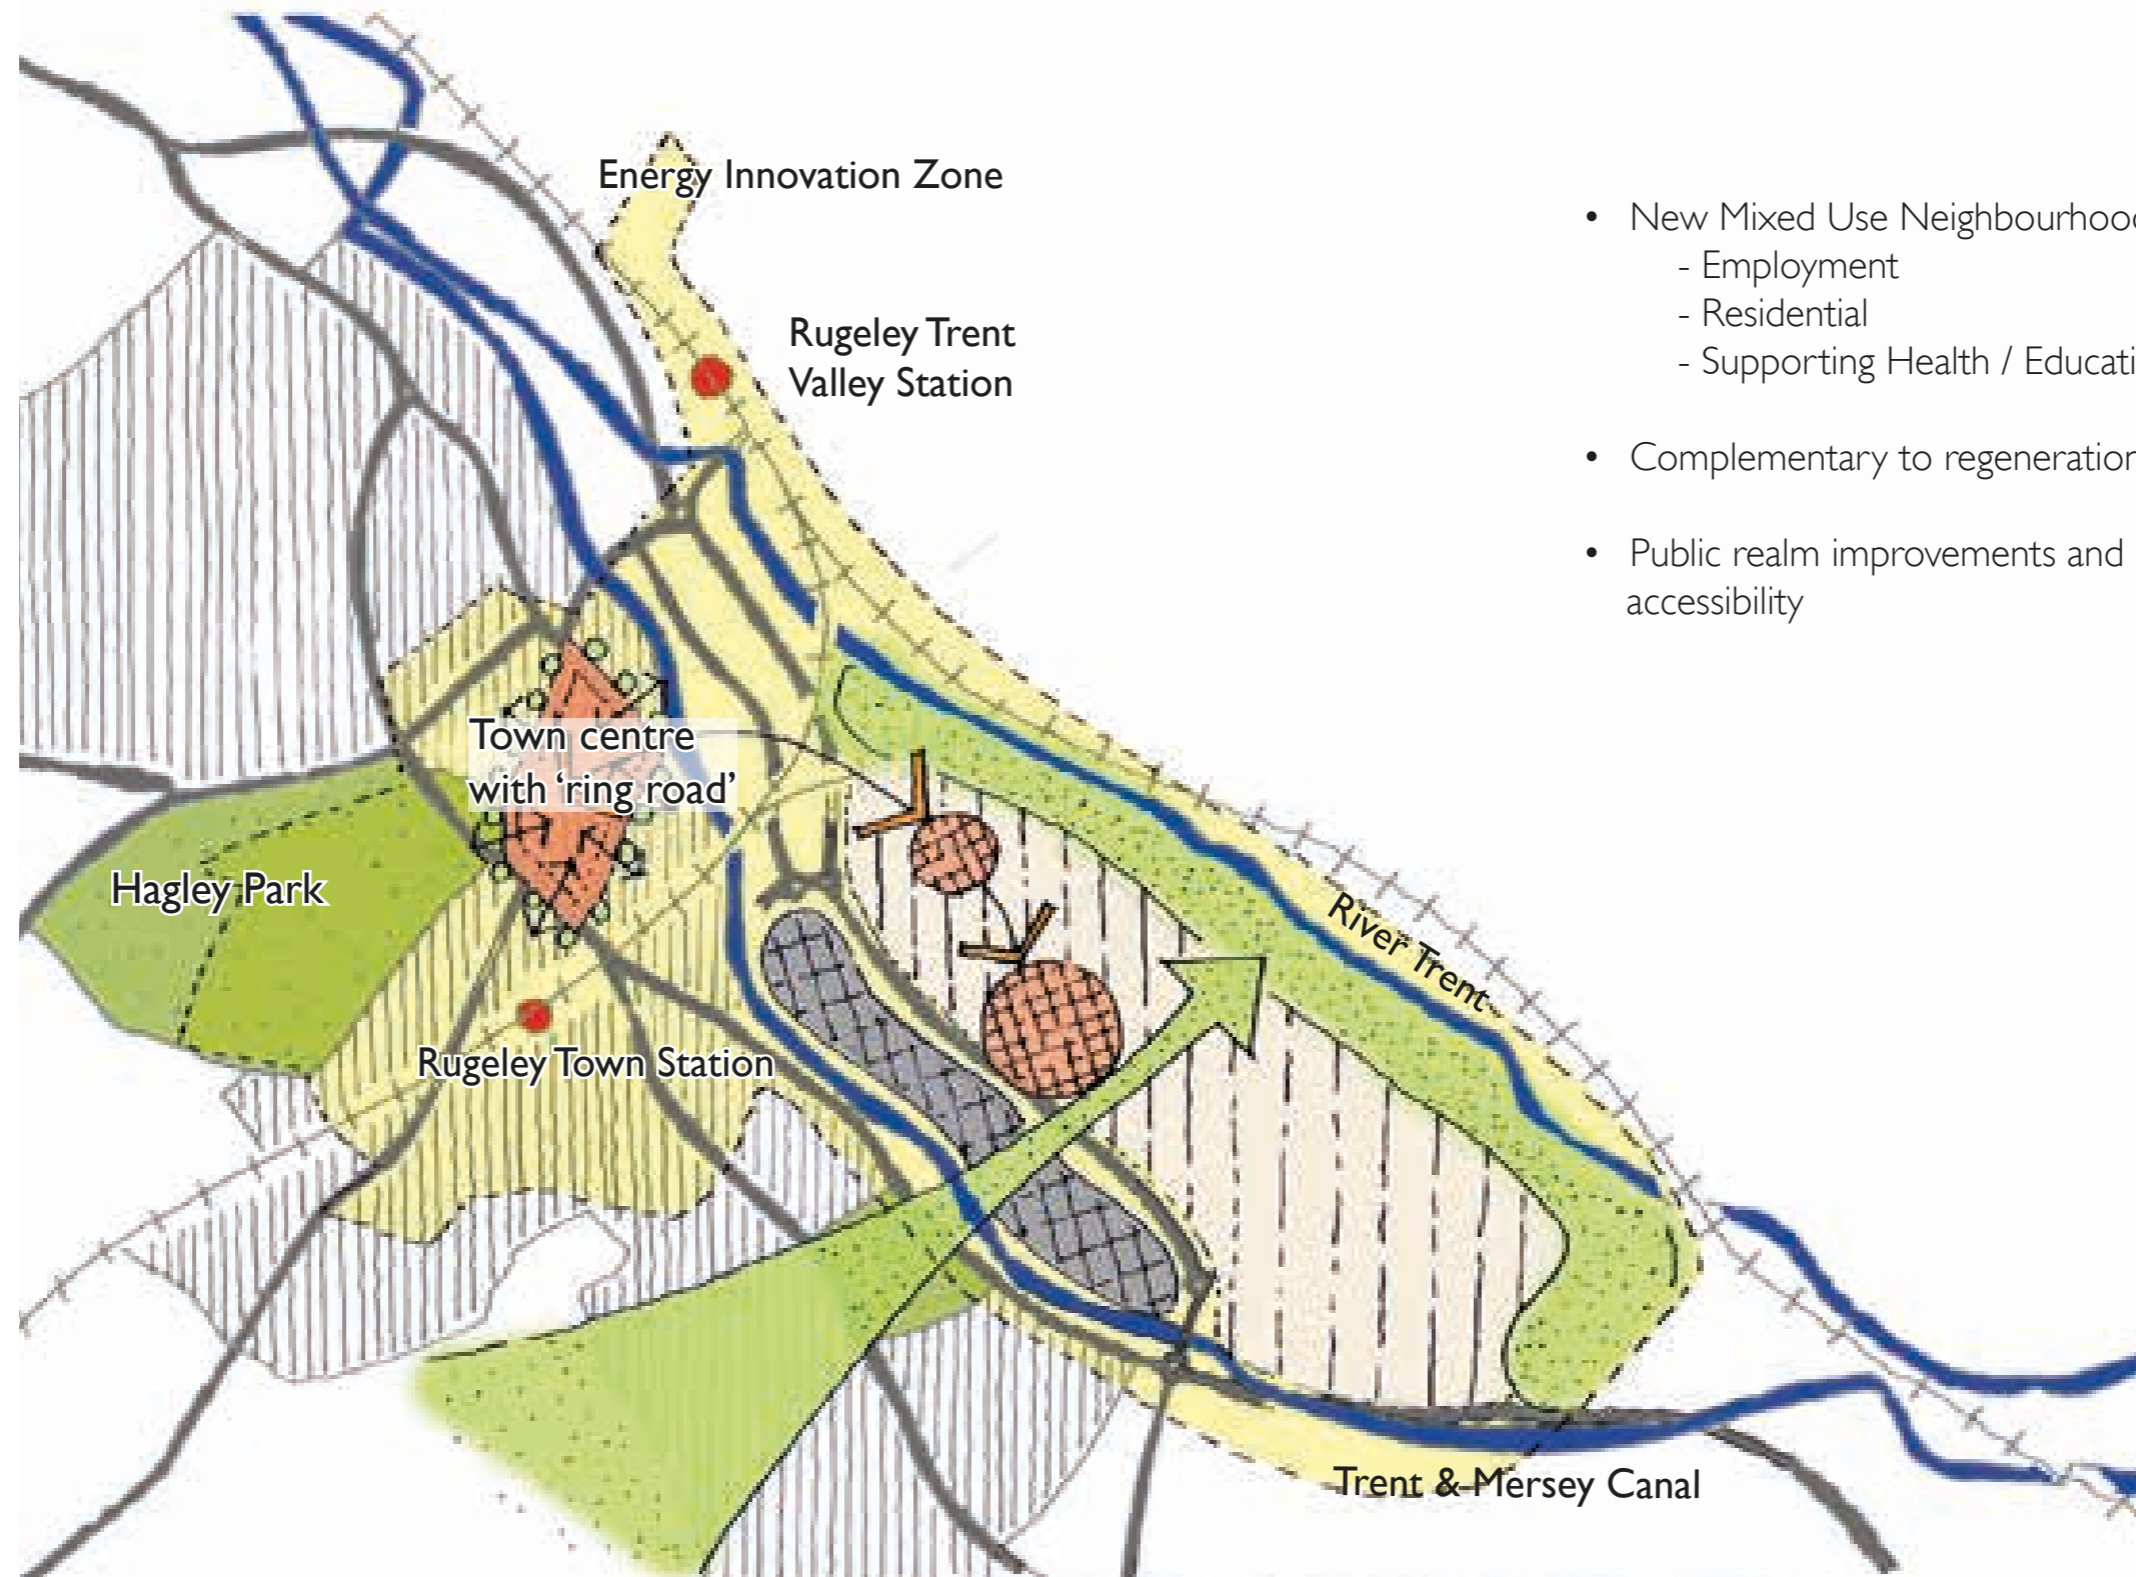 Energy Innovation Zone
Rugeley Trent
Valley Station
Town centre
with ‘ring road’
Hagley Park
Rugeley Town Station
River Trent
Trent & Mersey Canal
• New Mixed Use Neighbourhood
- Employment
- Residential
- Supporting Health / Educati
• Complementary to regeneration
• Public realm improvements and
accessibility